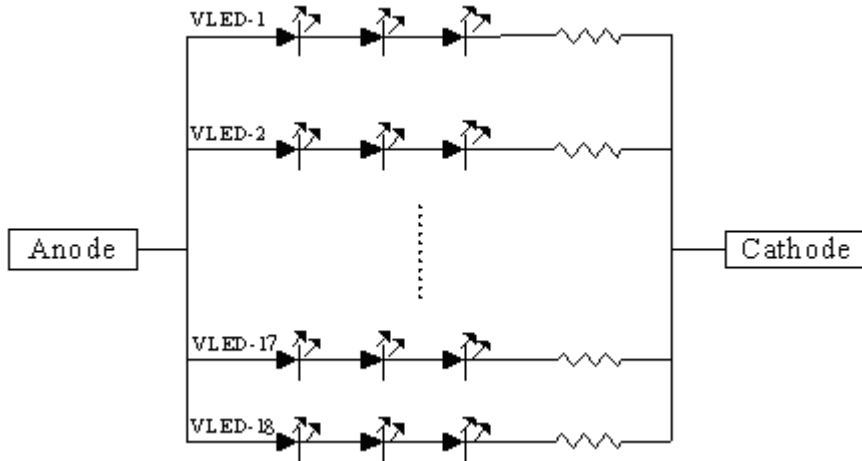 VLED-1
VLED-2
Anode
Cathode
VLED-17
VLED-18